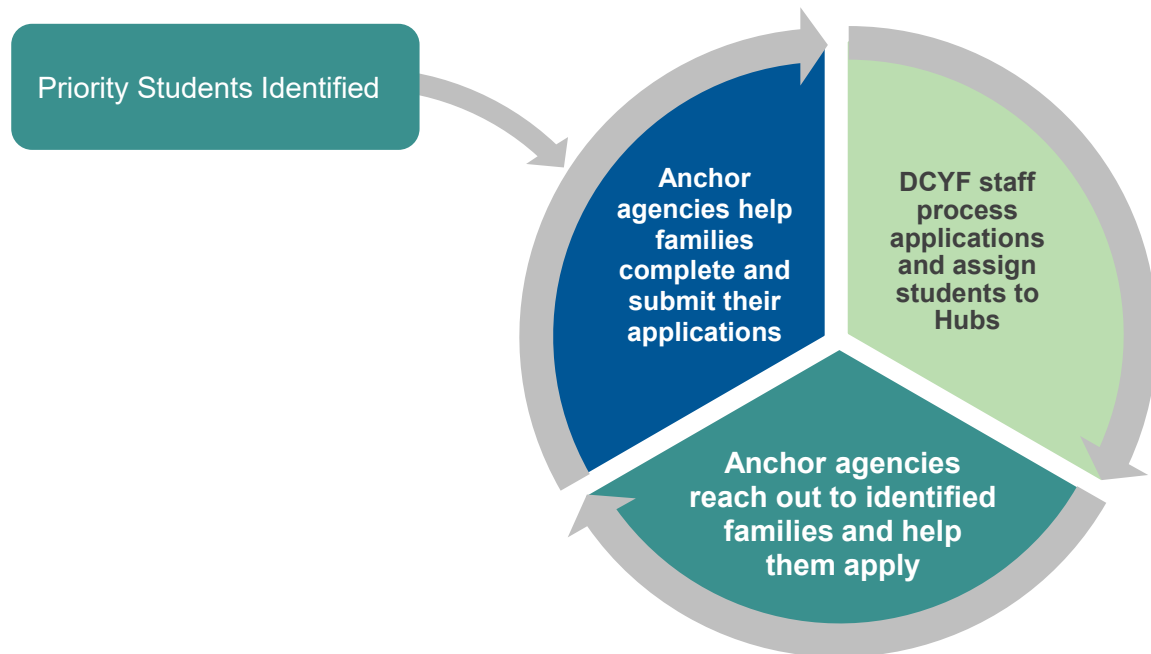 Priority Students Identified
Anchor
agencies help
families
complete and
submit their
applications
DCYF staff
process
applications
and assign
students to
Hubs
Anchor agencies
reach out to identified
families and help
them apply